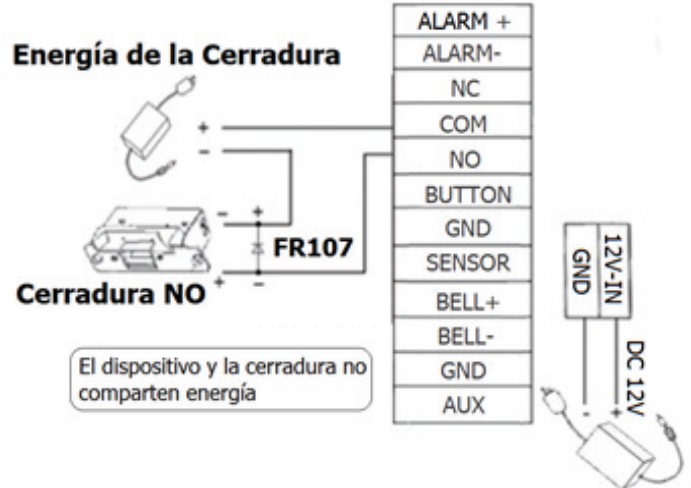 Energía de la Cerradura
+
-
- +
FR107
+ -
Cerradura NO
El dispositivo y la cerradura no
comparten energía
ALARM +
ALARM-
NC
COM
NO
BUTTON
GND
SENSOR
BELL+
BELL-
GND
AUX
GND
12V-IN
- +
DC 12V